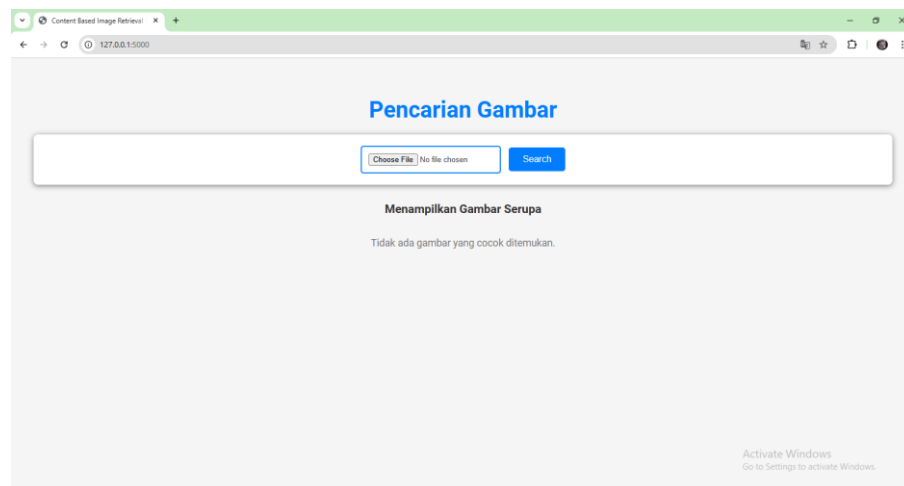 Content Based Image Retrieval
127.0.0.1:5000
Pencarian Gambar
Choose File No file chosen
Search
Menampilkan Gambar Serupa
Tidak ada gambar yang cocok ditemukan.
Activate Windows
Go to Settings to activate Windows.